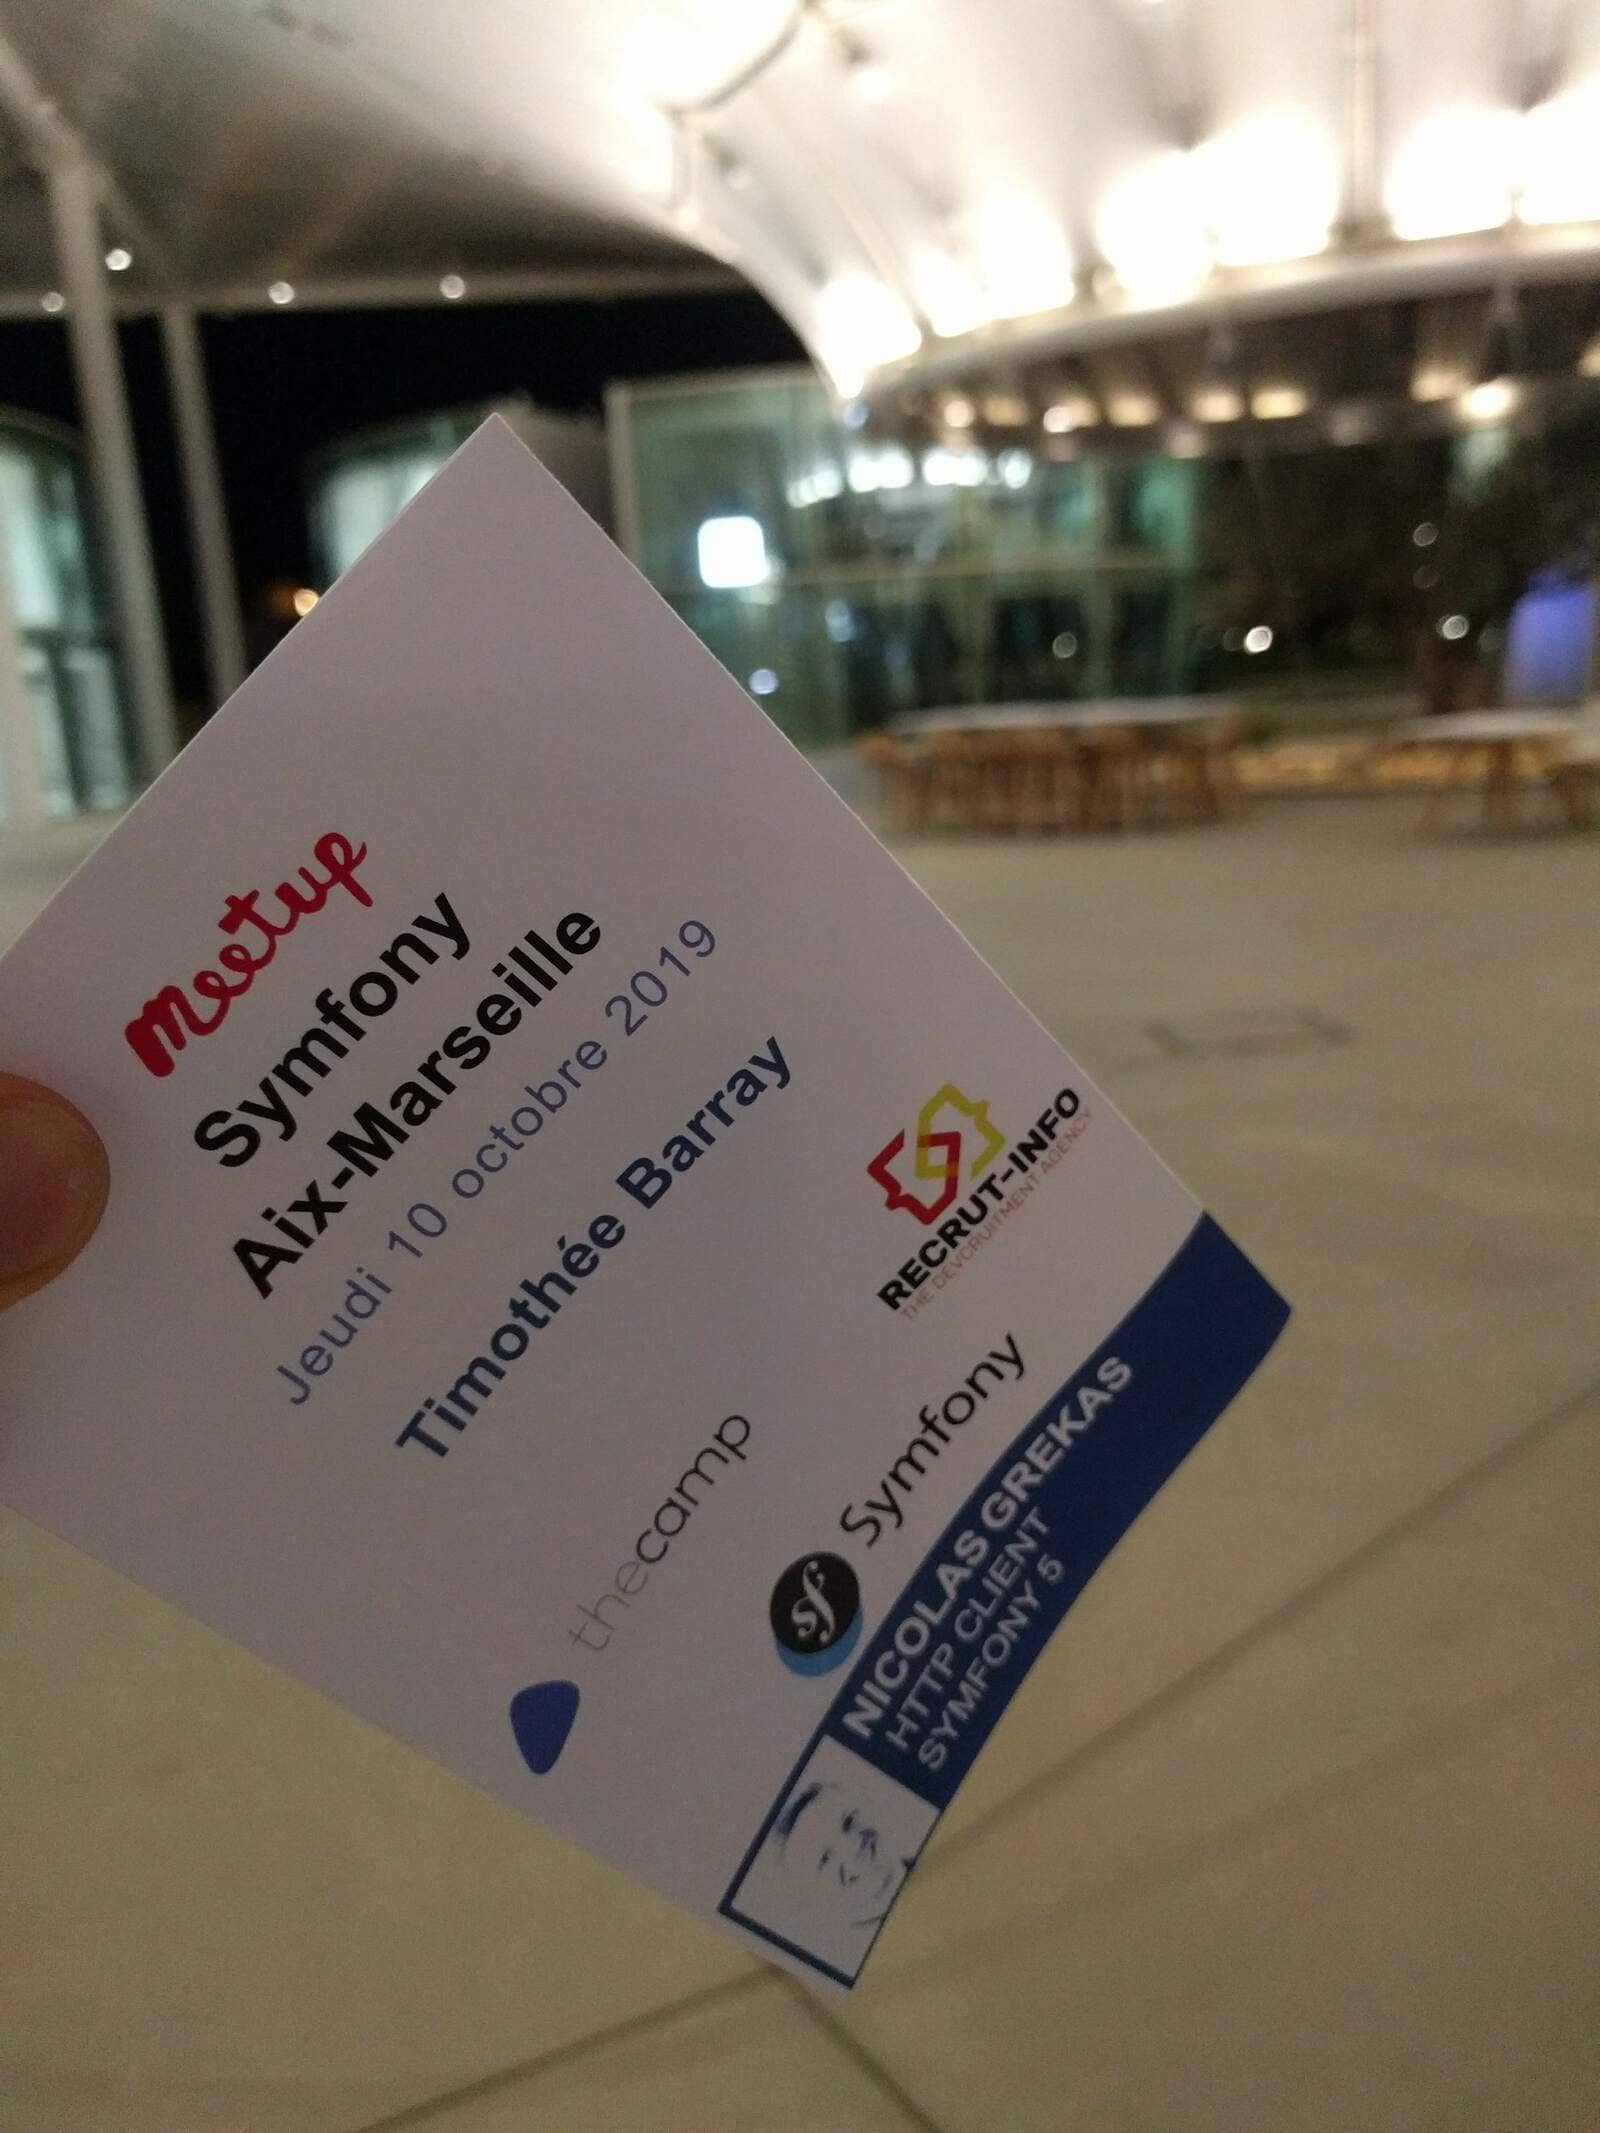 meetup
Symfony
Aix-Marseille
Jeudi 10 octobre 2019
Timothée Barray
RECRUT-INFO
THE DEVCRUITMENT AGENCY
thecamp
sf Symfony
NICOLAS GREKAS
HTTP CLIENT
SYMFONY 5